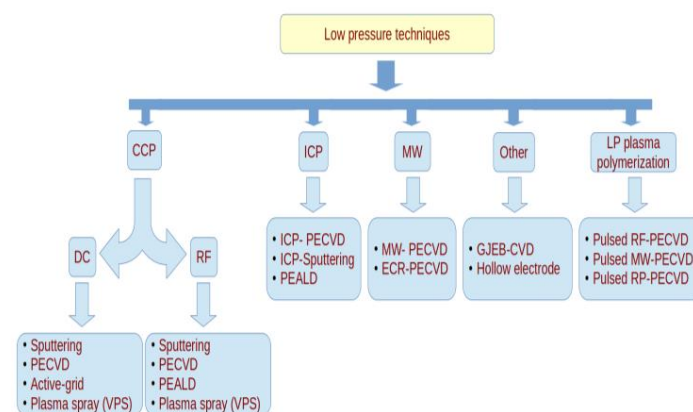 Low pressure techniques
CCP
ICP
MW
Other
LP plasma
polymerization
DC
RF
• ICP- PECVD
• ICP-Sputtering
• PEALD
• MW- PECVD
• ECR-PECVD
• GJEB-CVD
• Hollow electrode
• Pulsed RF-PECVD
• Pulsed MW-PECVD
• Pulsed RP-PECVD
• Sputtering
• PECVD
• Active-grid
• Plasma spray (VPS)
• Sputtering
• PECVD
• PEALD
• Plasma spray (VPS)